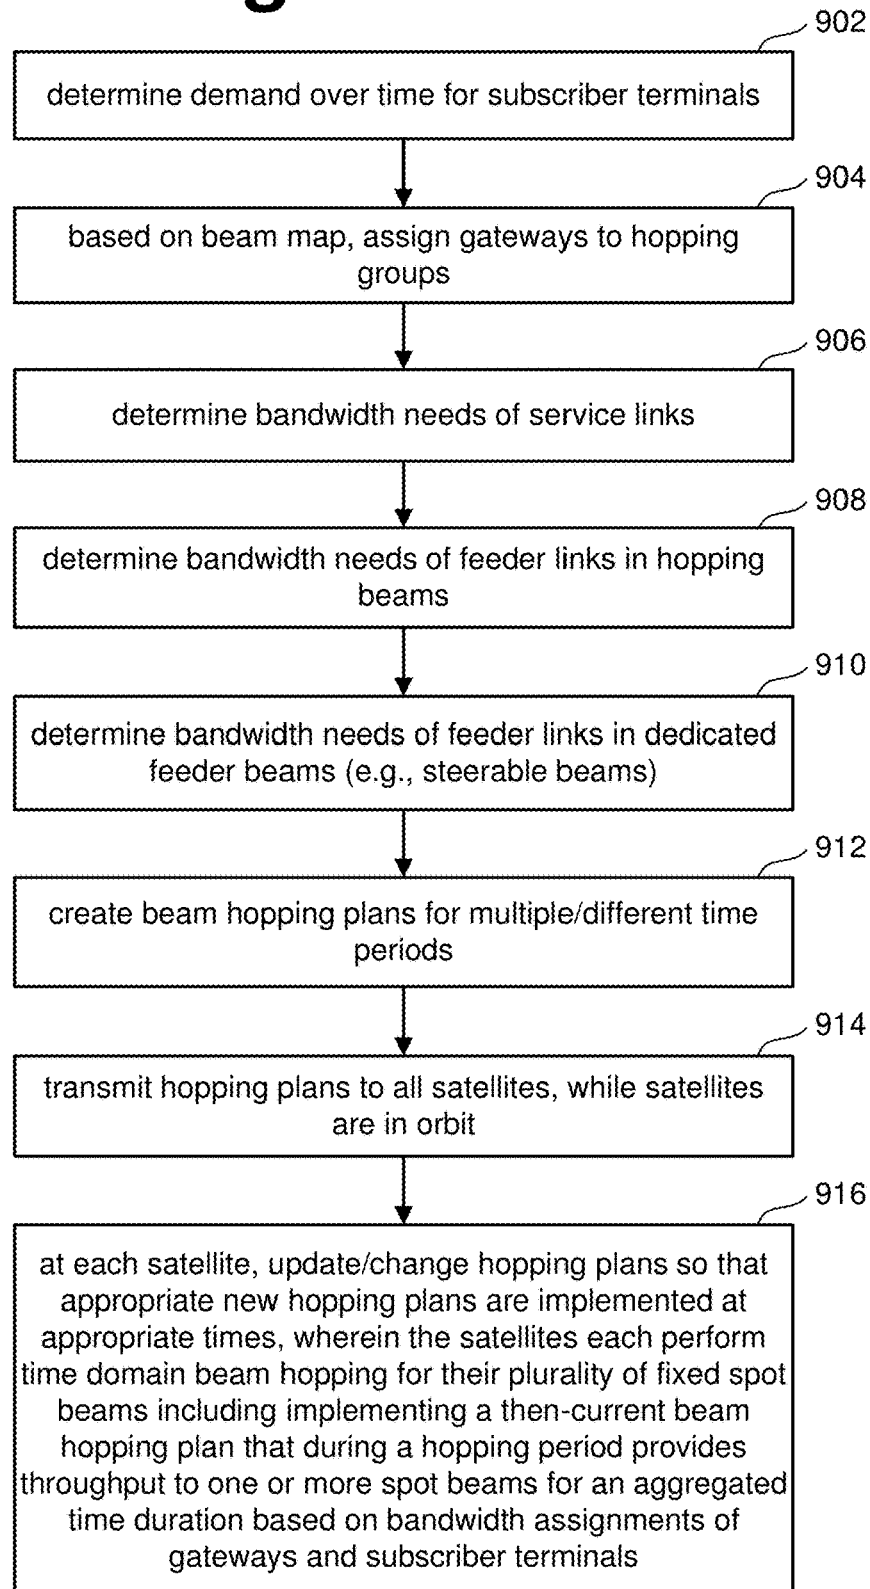 902
determine demand over time for subscriber terminals
904
based on beam map, assign gateways to hopping
groups
906
determine bandwidth needs of service links
908
determine bandwidth needs of feeder links in hopping
beams
910
determine bandwidth needs of feeder links in dedicated
feeder beams (e.g., steerable beams)
912
create beam hopping plans for multiple/different time
periods
914
transmit hopping plans to all satellites, while satellites
are in orbit
916
at each satellite, update/change hopping plans so that
appropriate new hopping plans are implemented at
appropriate times, wherein the satellites each perform
time domain beam hopping for their plurality of fixed spot
beams including implementing a then-current beam
hopping plan that during a hopping period provides
throughput to one or more spot beams for an aggregated
time duration based on bandwidth assignments of
gateways and subscriber terminals